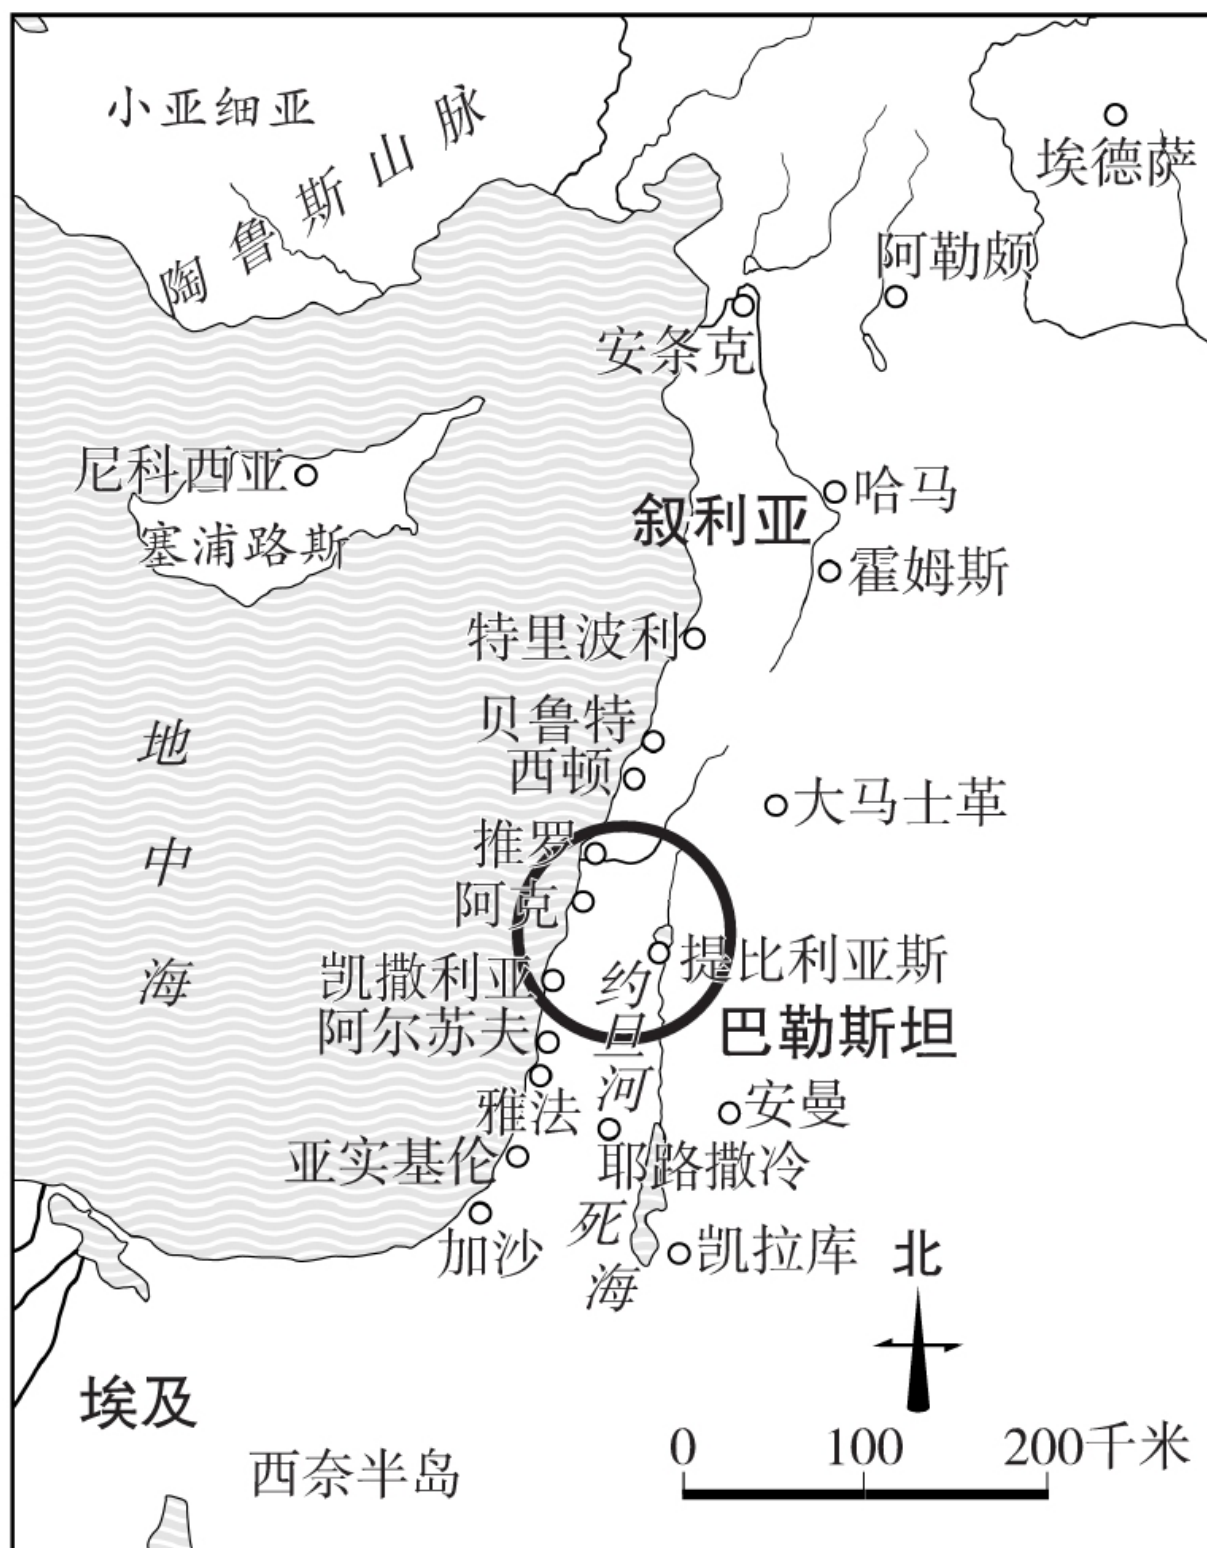 小亚细亚
陶鲁斯山脉
埃德萨
阿勒颇
安条克
尼科西亚
塞浦路斯
叙利亚
哈马
霍姆斯
特里波利
贝鲁特
西顿
大马士革
推罗
阿克
地中海
凯撒利亚
提比利亚斯
约旦河
阿尔苏夫
巴勒斯坦
雅法
安曼
亚实基伦
耶路撒冷
加沙
死海
凯拉库
北
埃及
西奈半岛
0 100 200千米